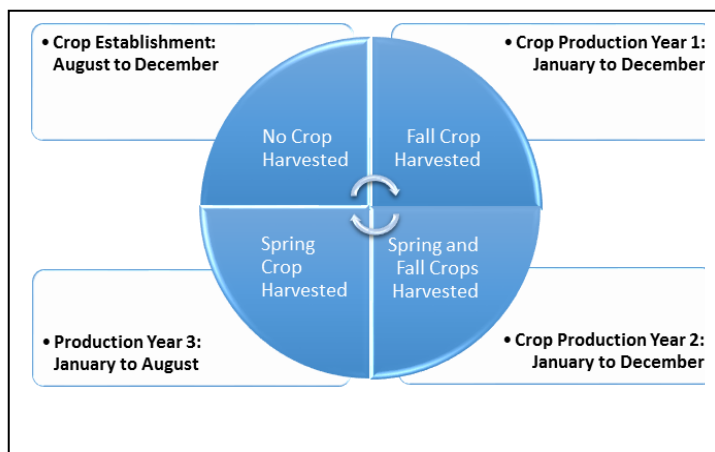 • Crop Establishment:
August to December
• Crop Production Year 1:
January to December
No Crop
Harvested
Fall Crop
Harvested
Spring
Crop
Harvested
Spring and
Fall Crops
Harvested
• Production Year 3:
January to August
• Crop Production Year 2:
January to December